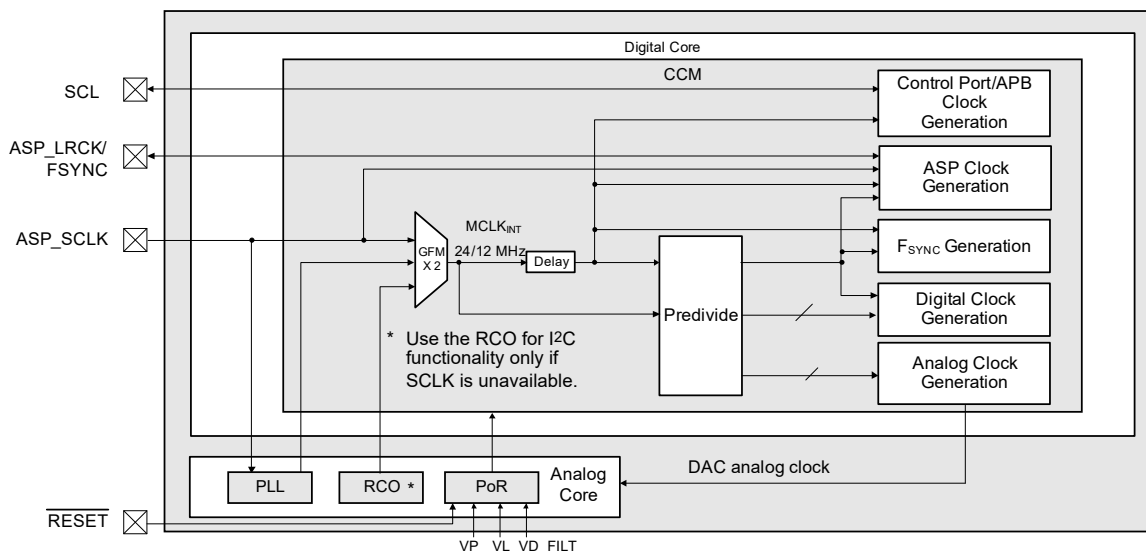 Digital Core
CCM
SCL
Control Port/APB
Clock
Generation
ASP_LRCK/
FSYNC
ASP Clock
Generation
ASP_SCLK
GFM
X 2
MCLKINT
24/12 MHz
Delay
FSYNC Generation
Predivide
Digital Clock
Generation
* Use the RCO for I2C
functionality only if
SCLK is unavailable.
Analog Clock
Generation
DAC analog clock
PLL
RCO *
PoR
Analog
Core
RESET
VP VL VD_FILT